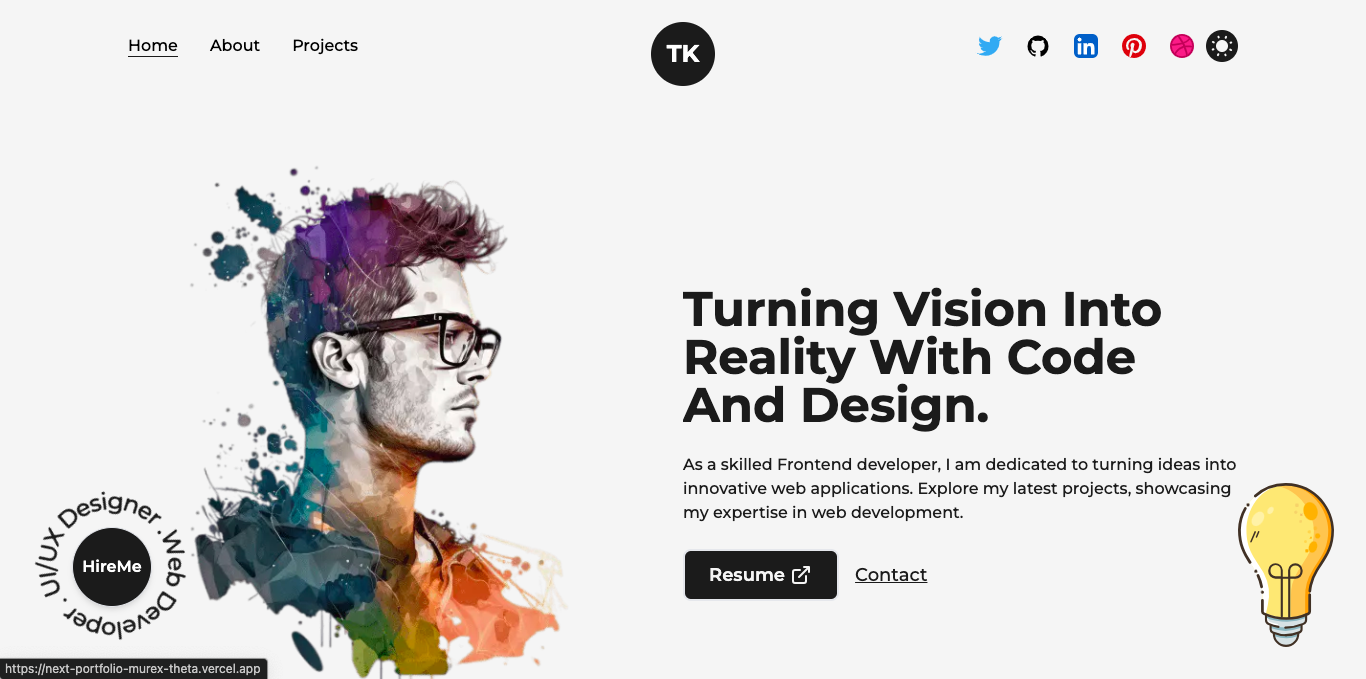 Home About Projects
TK
in
Turning Vision Into
Reality With Code
And Design.
As a skilled Frontend developer, I am dedicated to turning ideas into
innovative web applications. Explore my latest projects, showcasing
my expertise in web development.
Resume Contact
UI/UX Designer . Web Developer .
HireMe
https://next-portfolio-murex-theta.vercel.app